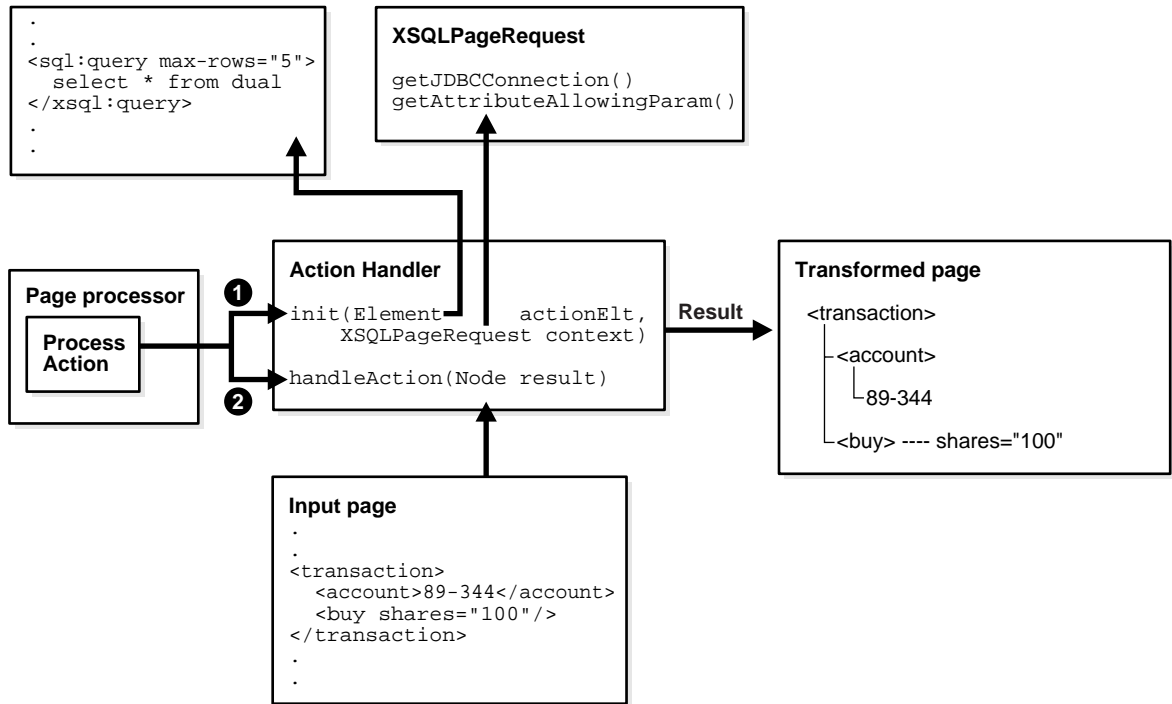 .
.
<sql:query max-rows="5">
select * from dual
</xsql:query>
.
.
XSQLPageRequest
getJDBCConnection()
getAttributeAllowingParam()
Page processor
Process
Action
1
2
Action Handler
init(Element actionElt,
XSQLPageRequest context)
handleAction(Node result)
Result
Transformed page
<transaction>
<account>
89-344
<buy> ---- shares="100"
Input page
.
.
<transaction>
<account>89-344</account>
<buy shares="100"/>
</transaction>
.
.